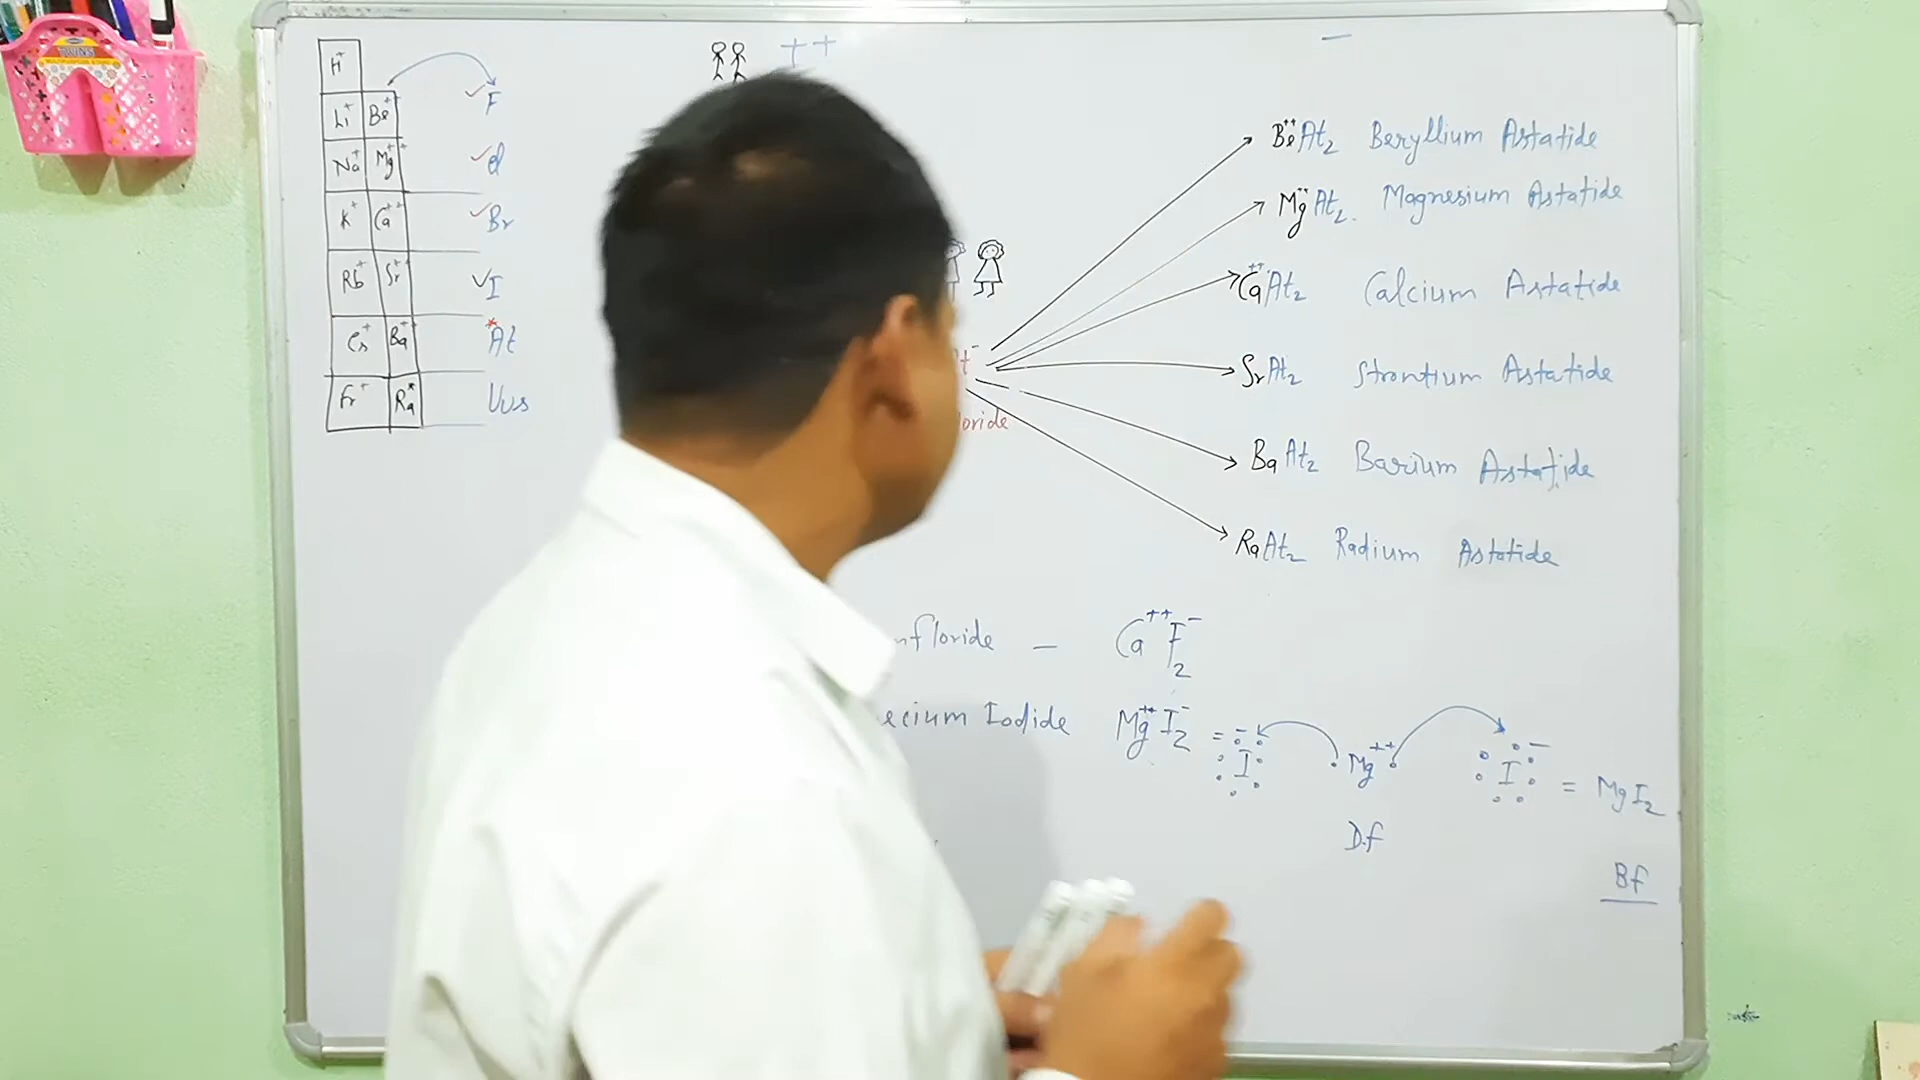 ++ −
H+
Li+ Be++ ✓ F
Na+ Mg++ ✓ Cl
K+ Ca++ ✓ Br
Rb+ Sr++ ✓ I
Cs+ Ba++ * At
Fr+ Ra* Uus
t-
oride
Be++At2 Beryllium Astatide
Mg++At2. Magnesium Astatide
Ca++At2 Calcium Astatide
SrAt2 Strontium Astatide
BaAt2 Barium Astatide
RaAt2 Radium Astatide
nfloride — Ca++F2-
ecium Iodide Mg++I2- = I- Mg++ I- = MgI2
D.f
Bf